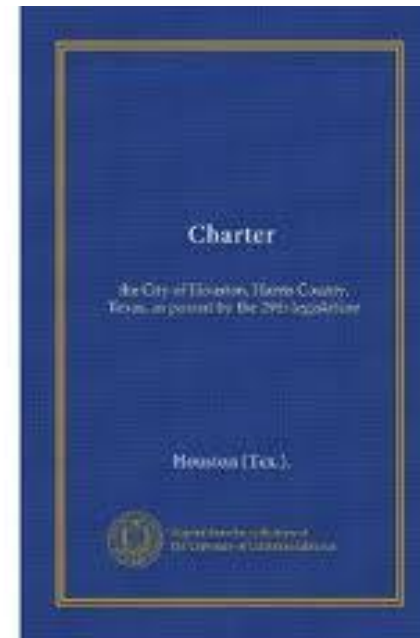 Charter
the City of Houston, Harris County,
Texas, as passed by the 29th legislature
Houston (Tex.).